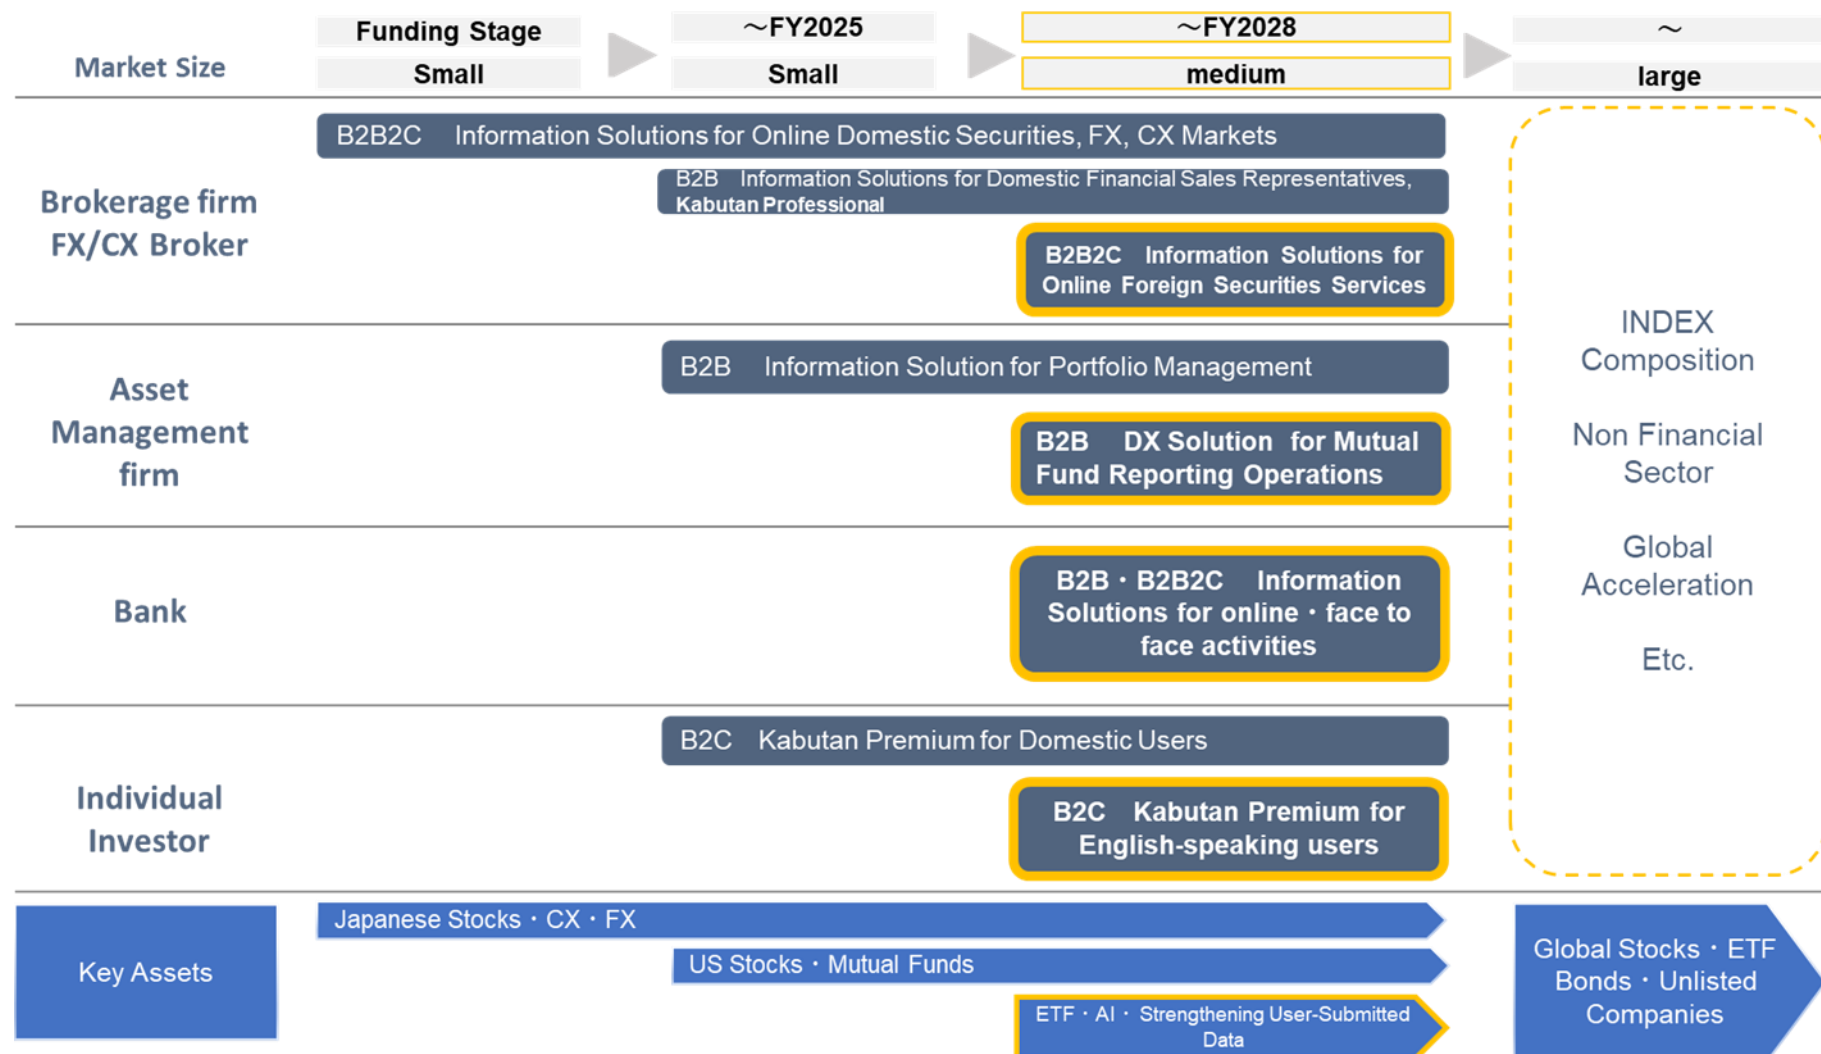 Market Size
Funding Stage
Small
～FY2025
Small
～FY2028
medium
～
large
Brokerage firm
FX/CX Broker
B2B2C Information Solutions for Online Domestic Securities, FX, CX Markets
B2B Information Solutions for Domestic Financial Sales Representatives,
Kabutan Professional
B2B2C Information Solutions for
Online Foreign Securities Services
Asset
Management
firm
B2B Information Solution for Portfolio Management
B2B DX Solution for Mutual
Fund Reporting Operations
Bank
B2B・B2B2C Information
Solutions for online・face to
face activities
Individual
Investor
B2C Kabutan Premium for Domestic Users
B2C Kabutan Premium for
English-speaking users
INDEX
Composition
Non Financial
Sector
Global
Acceleration
Etc.
Key Assets
Japanese Stocks・CX・FX
US Stocks・Mutual Funds
ETF・AI・Strengthening User-Submitted
Data
Global Stocks・ETF
Bonds・Unlisted
Companies